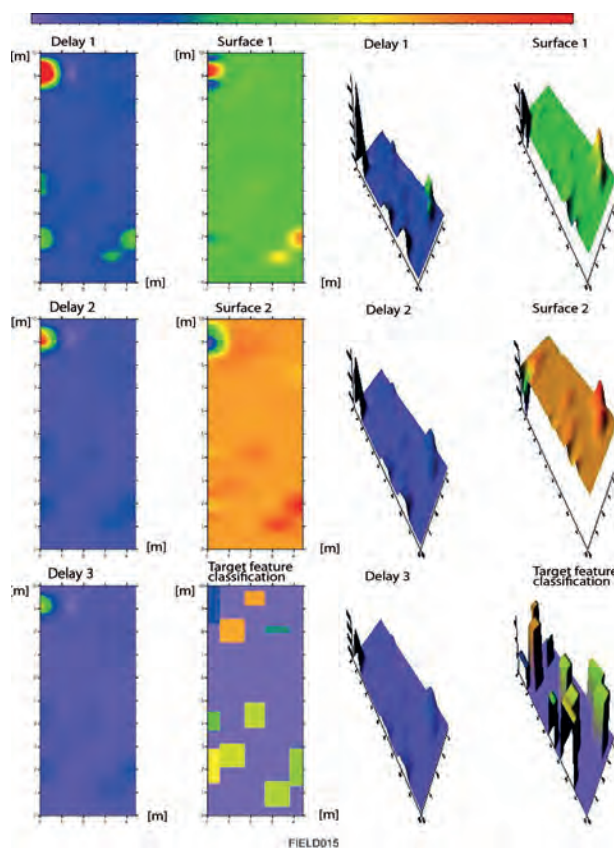 Delay 1
Surface 1
Delay 1
Surface 1
[m]
[m]
[m]
[m]
Delay 2
Surface 2
Delay 2
Surface 2
[m]
[m]
[m]
[m]
Delay 3
Target feature
classification
Delay 3
Target feature
classification
[m]
[m]
[m]
[m]
FIELD015